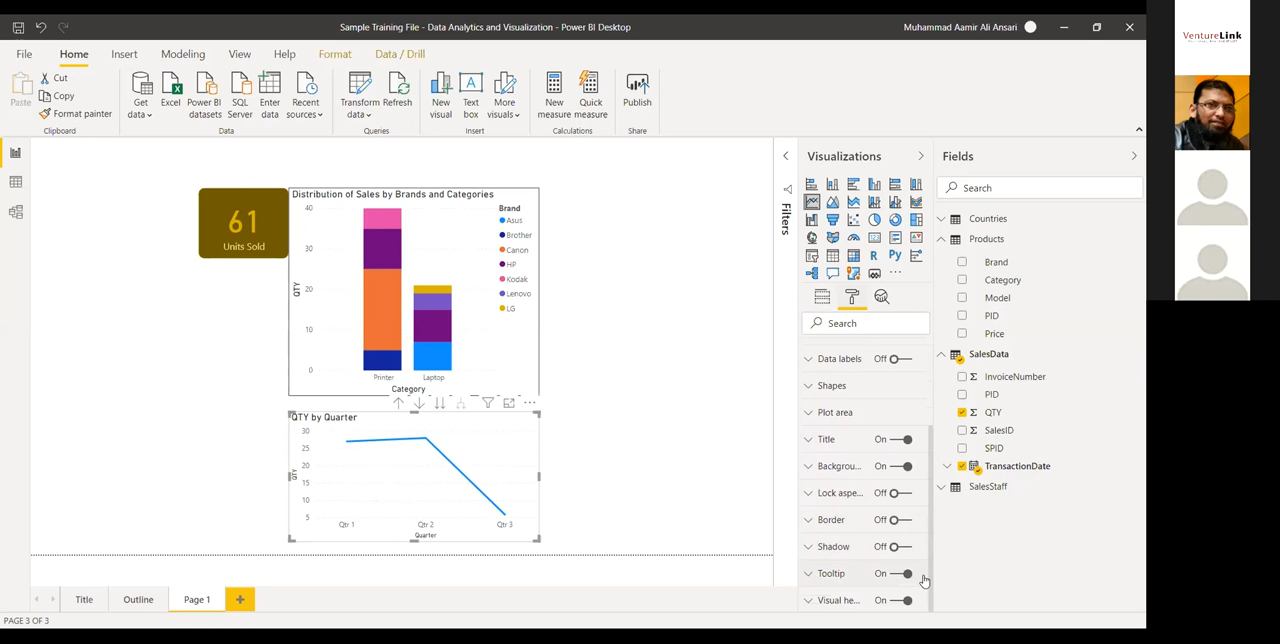 Sample Training File - Data Analytics and Visualization - Power BI Desktop
Muhammad Aamir Ali Ansari
File Home Insert Modeling View Help Format Data / Drill
Paste
Cut
Copy
Format painter
Clipboard
Get data
Excel
Power BI datasets
SQL Server
Enter data
Recent sources
Data
Transform data
Refresh
Queries
New visual
Text box
More visuals
Insert
New measure
Quick measure
Calculations
Publish
Share
61
Units Sold
Distribution of Sales by Brands and Categories
40
30
20
10
0
QTY
Printer Laptop
Category
Brand
Asus
Brother
Canon
HP
Kodak
Lenovo
LG
QTY by Quarter
30
25
20
15
10
5
QTY
Qtr 1 Qtr 2 Qtr 3
Quarter
Filters
Visualizations
R Py
Search
Data labels Off
Shapes
Plot area
Title On
Backgrou... On
Lock aspe... Off
Border Off
Shadow Off
Tooltip On
Visual he... On
Fields
Search
Countries
Products
Brand
Category
Model
PID
Price
SalesData
InvoiceNumber
PID
QTY
SalesID
SPID
TransactionDate
SalesStaff
Title Outline Page 1
PAGE 3 OF 3
VentureLink